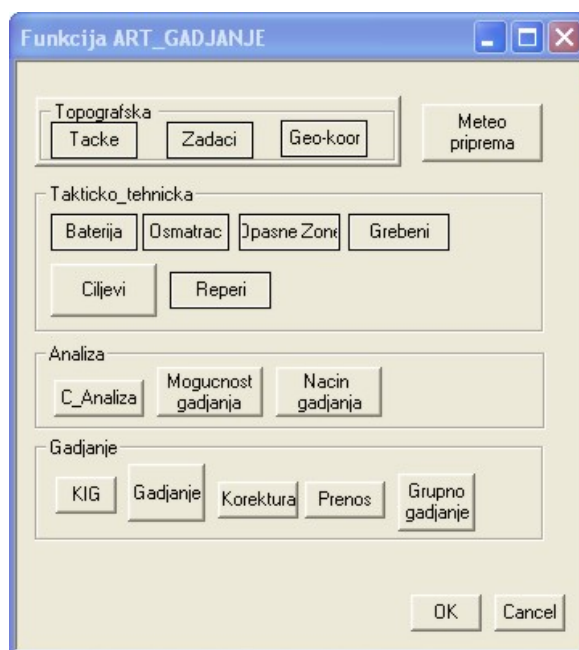 Funkcija ART_GADJANJE
Topografska
Tacke Zadaci Geo-koor
Meteo
priprema
Takticko_tehnicka
Baterija Osmatrac Opasne Zone Grebeni
Ciljevi Reperi
Analiza
C_Analiza
Mogucnost
gadjanja
Nacin
gadjanja
Gadjanje
KIG Gadjanje Korektura Prenos
Grupno
gadjanje
OK Cancel